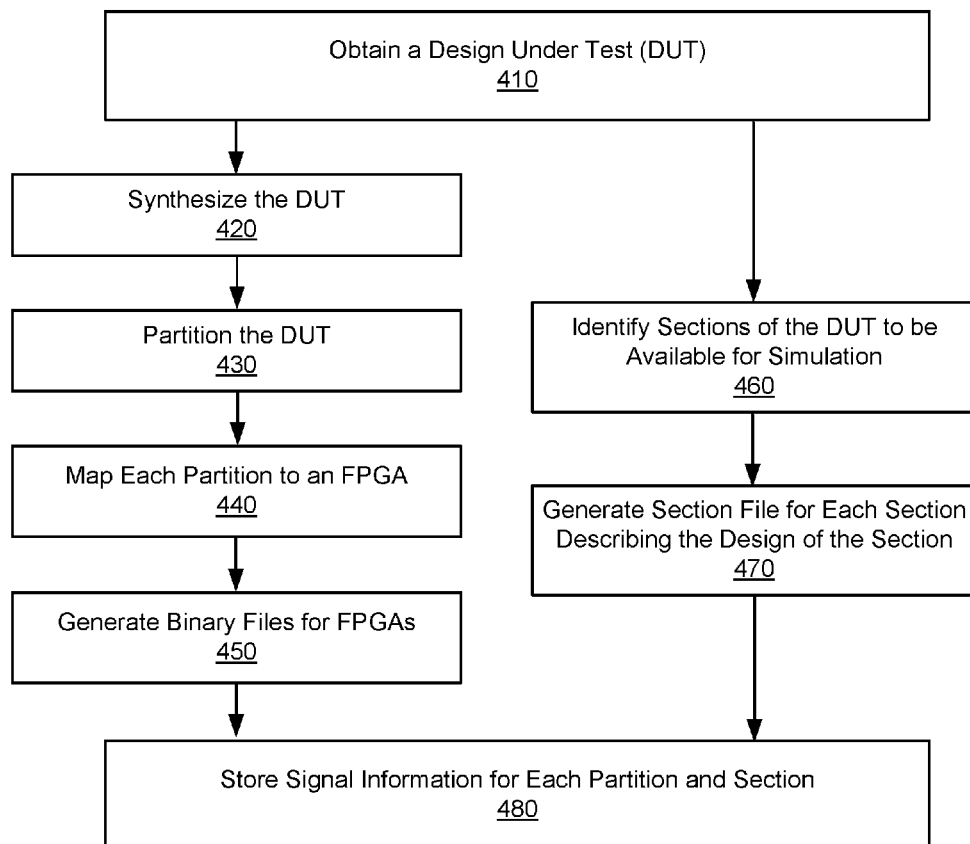 Obtain a Design Under Test (DUT)
410
Synthesize the DUT
420
Partition the DUT
430
Map Each Partition to an FPGA
440
Generate Binary Files for FPGAs
450
Identify Sections of the DUT to be
Available for Simulation
460
Generate Section File for Each Section
Describing the Design of the Section
470
Store Signal Information for Each Partition and Section
480